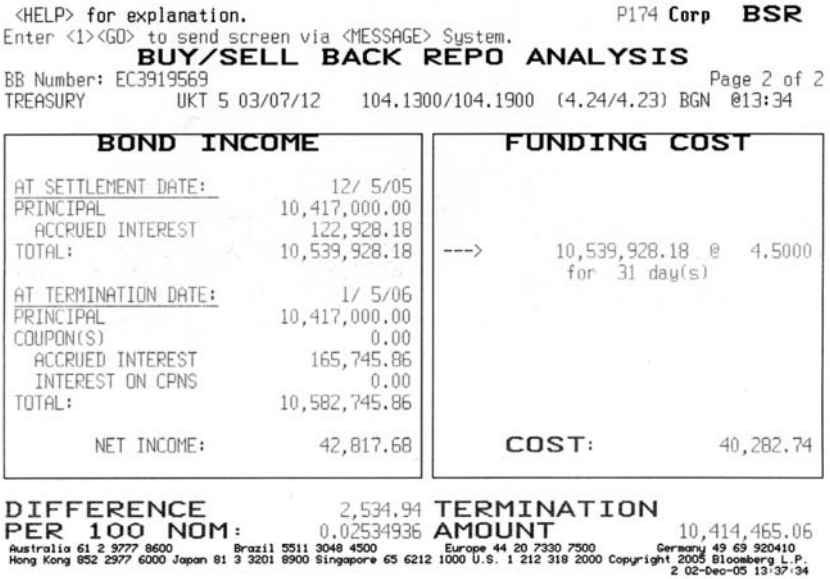 <HELP> for explanation. P174 Corp BSR
Enter <1><GO> to send screen via <MESSAGE> System.
BUY/SELL BACK REPO ANALYSIS
BB Number: EC3919569 Page 2 of 2
TREASURY UKT 5 03/07/12 104.1300/104.1900 (4.24/4.23) BGN @13:34
BOND INCOME
AT SETTLEMENT DATE: 12/ 5/05
PRINCIPAL 10,417,000.00
ACCRUED INTEREST 122,928.18
TOTAL: 10,539,928.18
AT TERMINATION DATE: 1/ 5/06
PRINCIPAL 10,417,000.00
COUPON(S) 0.00
ACCRUED INTEREST 165,745.86
INTEREST ON CPNS 0.00
TOTAL: 10,582,745.86
NET INCOME: 42,817.68
FUNDING COST
---> 10,539,928.18 @ 4.5000
for 31 day(s)
COST: 40,282.74
DIFFERENCE 2,534.94
PER 100 NOM: 0.02534936
TERMINATION
AMOUNT 10,414,465.06
Australia 61 2 9777 8600 Brazil 5511 3048 4500 Europe 44 20 7330 7500 Germany 49 69 920410
Hong Kong 852 2977 6000 Japan 81 3 3201 8900 Singapore 65 6212 1000 U.S. 1 212 318 2000 Copyright 2005 Bloomberg L.P.
2 02-Dec-05 13:37:34